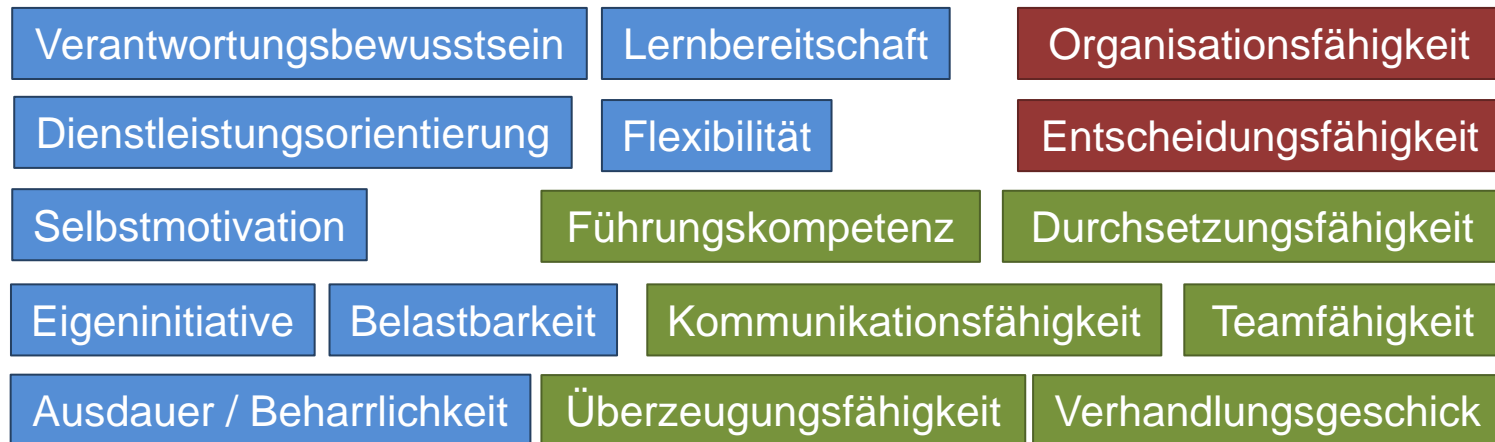 Verantwortungsbewusstsein
Lernbereitschaft
Organisationsfähigkeit
Dienstleistungsorientierung
Flexibilität
Entscheidungsfähigkeit
Selbstmotivation
Führungskompetenz
Durchsetzungsfähigkeit
Eigeninitiative
Belastbarkeit
Kommunikationsfähigkeit
Teamfähigkeit
Ausdauer / Beharrlichkeit
Überzeugungsfähigkeit
Verhandlungsgeschick